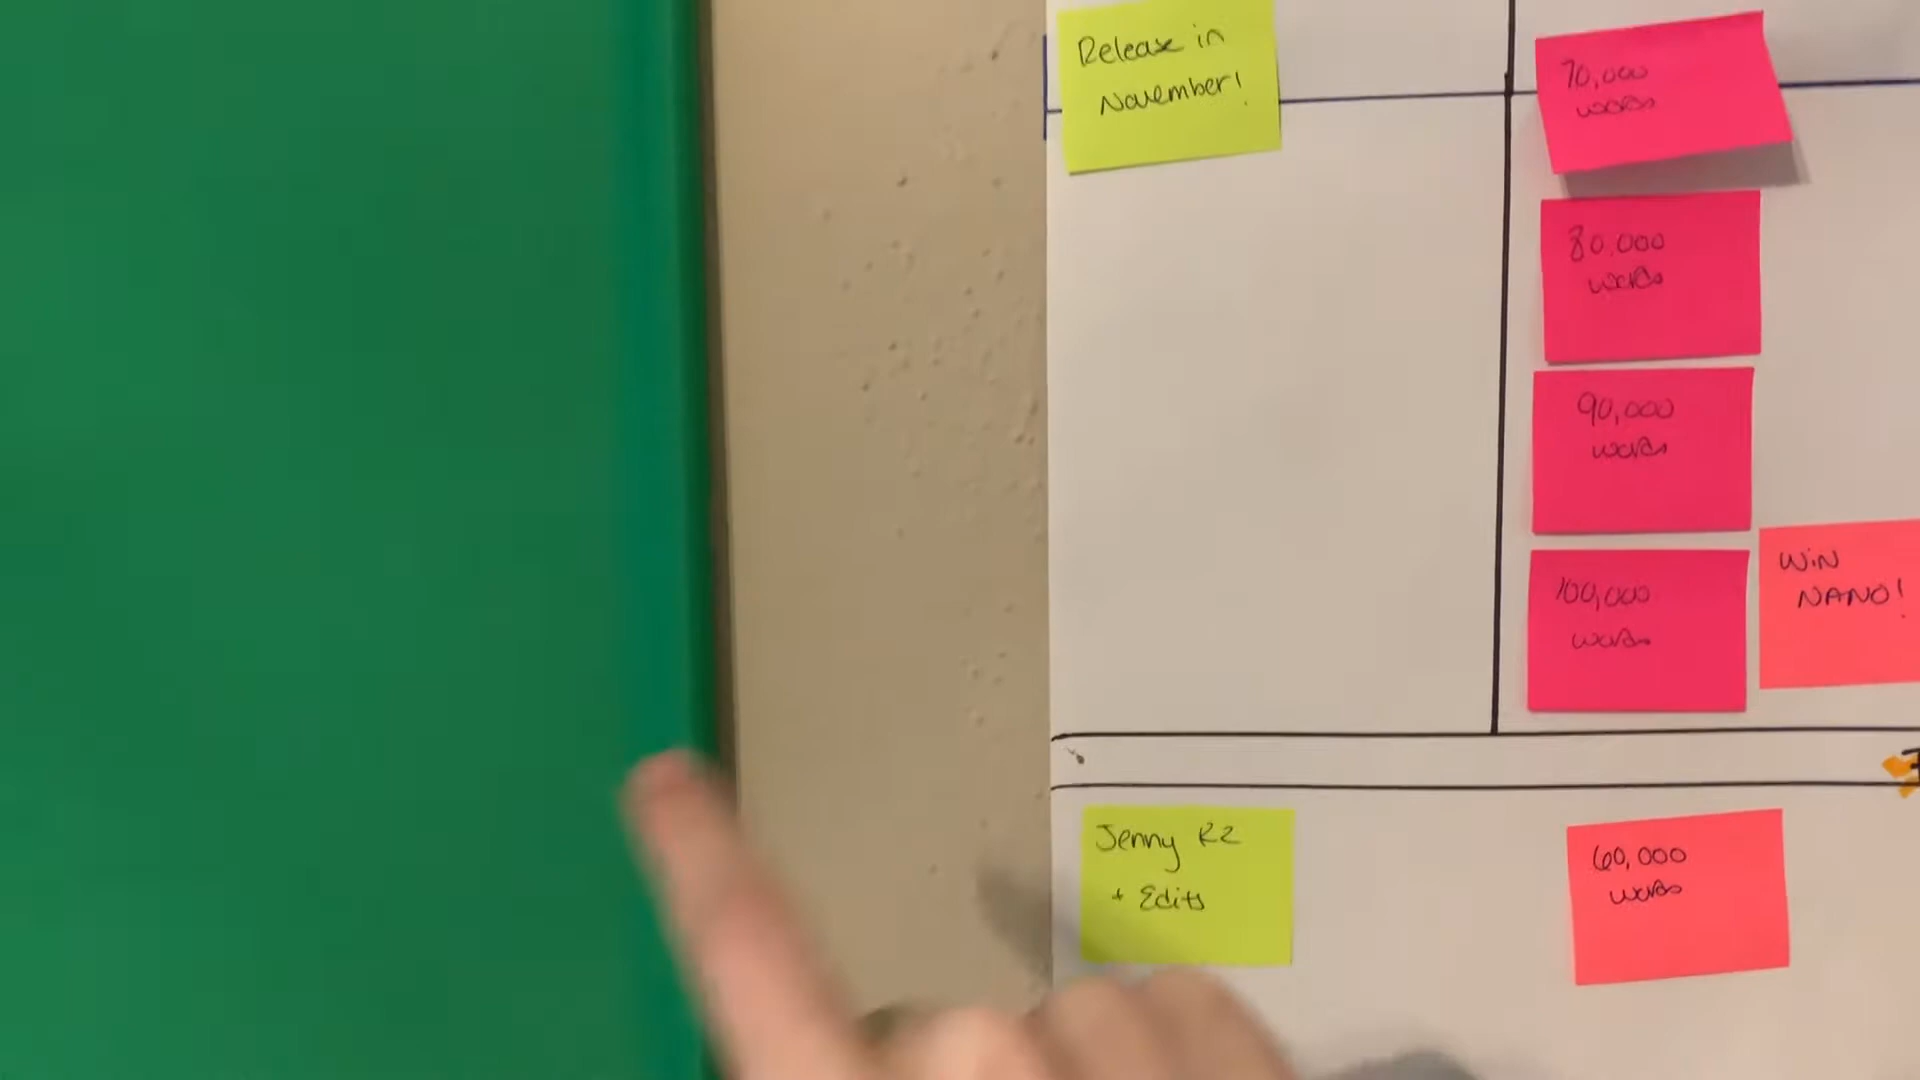 Release in
November!
70,000
words
80,000
words
90,000
words
100,000
words
WIN
NANO!
Jenny R2
+ Edits
60,000
words